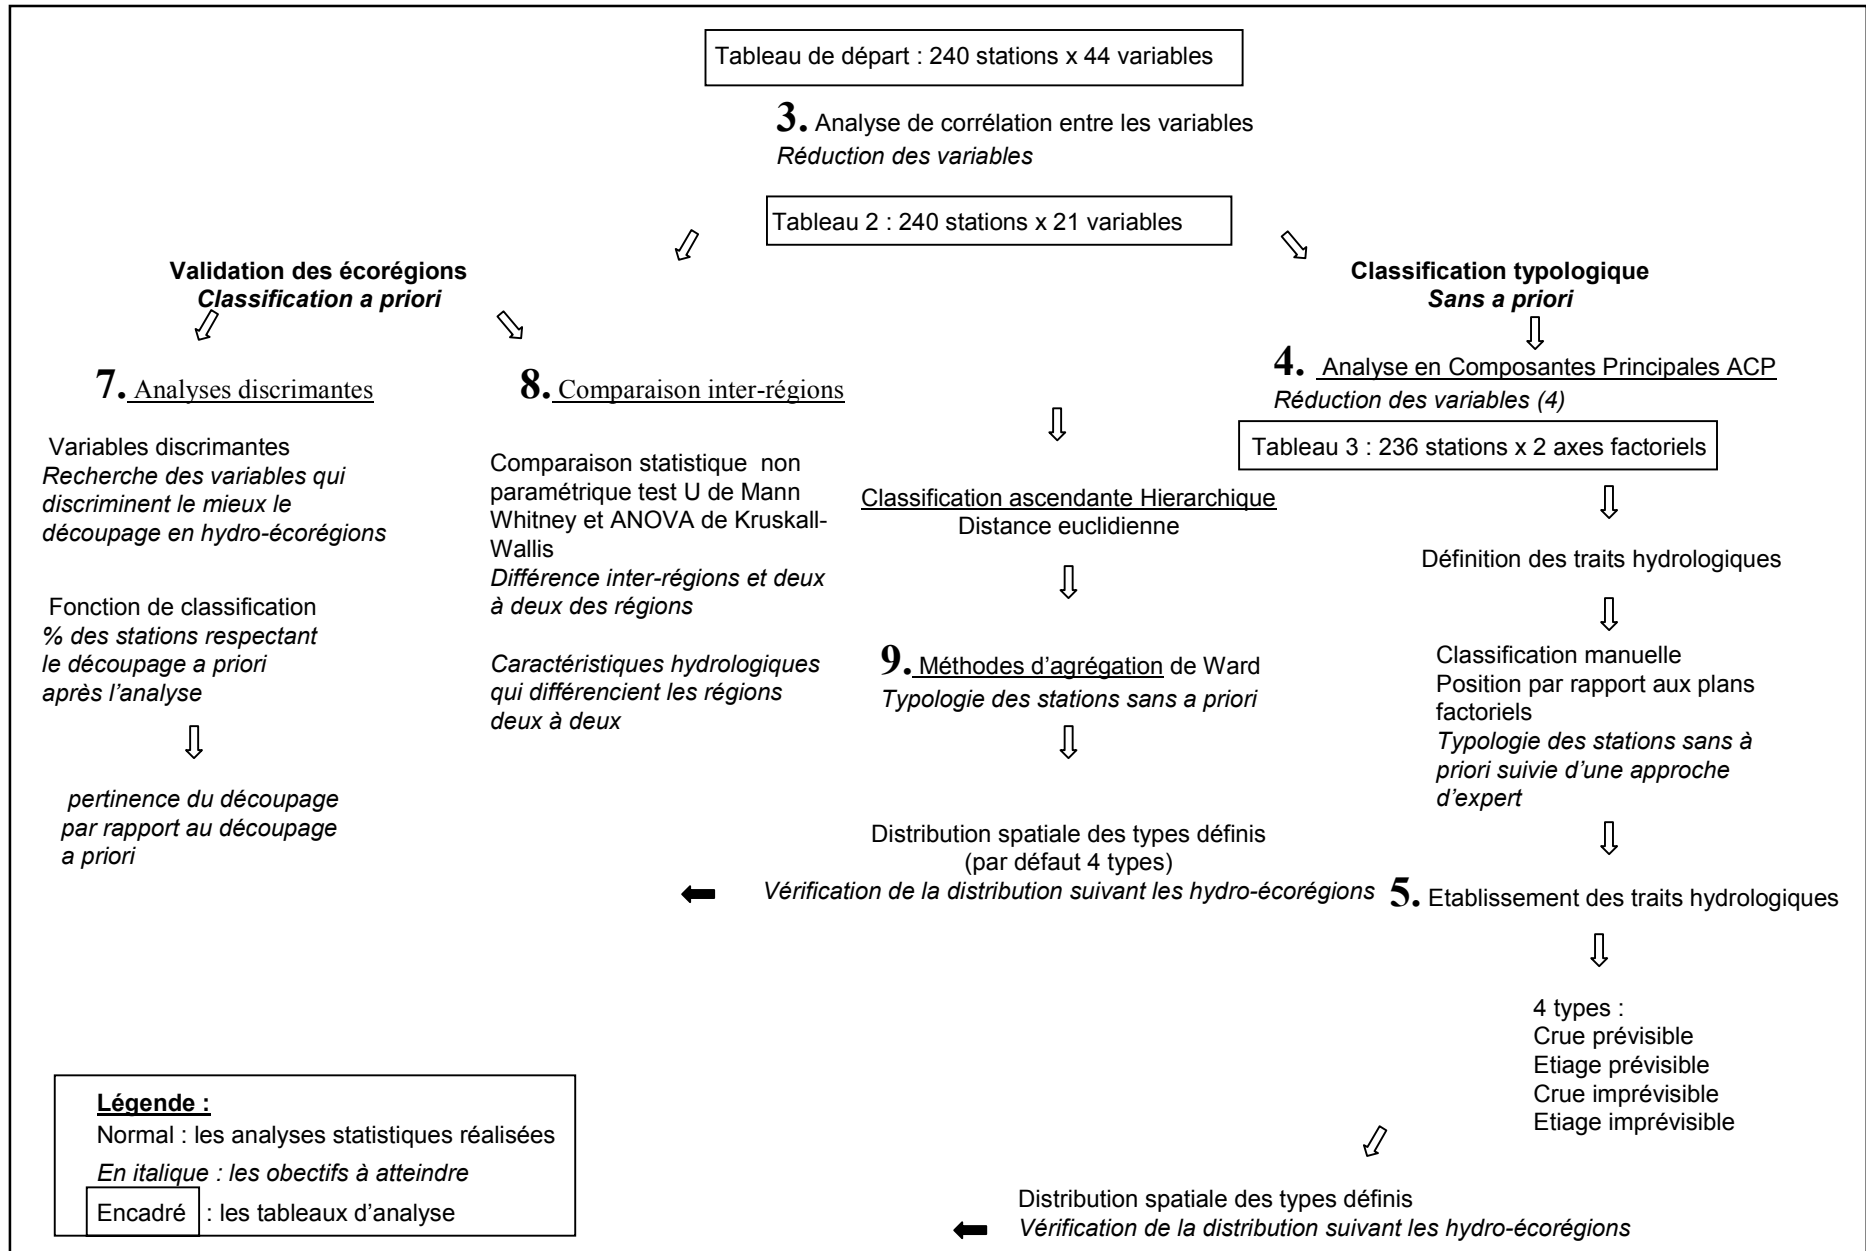 Tableau de départ : 240 stations x 44 variables
3. Analyse de corrélation entre les variables
Réduction des variables
Tableau 2 : 240 stations x 21 variables
Validation des écorégions
Classification a priori
7. Analyses discrimantes
Variables discrimantes
Recherche des variables qui
discriminent le mieux le
découpage en hydro-écorégions
Fonction de classification
% des stations respectant
le découpage a priori
après l’analyse
pertinence du découpage
par rapport au découpage
a priori
8. Comparaison inter-régions
Comparaison statistique non
paramétrique test U de Mann
Whitney et ANOVA de Kruskall-
Wallis
Différence inter-régions et deux
à deux des régions
Caractéristiques hydrologiques
qui différencient les régions
deux à deux
Classification ascendante Hierarchique
Distance euclidienne
9. Méthodes d’agrégation de Ward
Typologie des stations sans a priori
Distribution spatiale des types définis
(par défaut 4 types)
Vérification de la distribution suivant les hydro-écorégions
Classification typologique
Sans a priori
4. Analyse en Composantes Principales ACP
Réduction des variables (4)
Tableau 3 : 236 stations x 2 axes factoriels
Définition des traits hydrologiques
Classification manuelle
Position par rapport aux plans
factoriels
Typologie des stations sans à
priori suivie d’une approche
d’expert
5. Etablissement des traits hydrologiques
4 types :
Crue prévisible
Etiage prévisible
Crue imprévisible
Etiage imprévisible
Distribution spatiale des types définis
Vérification de la distribution suivant les hydro-écorégions
Légende :
Normal : les analyses statistiques réalisées
En italique : les obectifs à atteindre
Encadré : les tableaux d’analyse